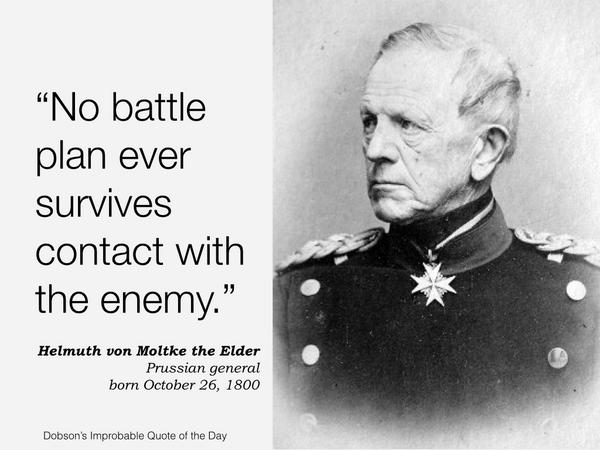 “No battle
plan ever
survives
contact with
the enemy.”
Helmuth von Moltke the Elder
Prussian general
born October 26, 1800
Dobson’s Improbable Quote of the Day